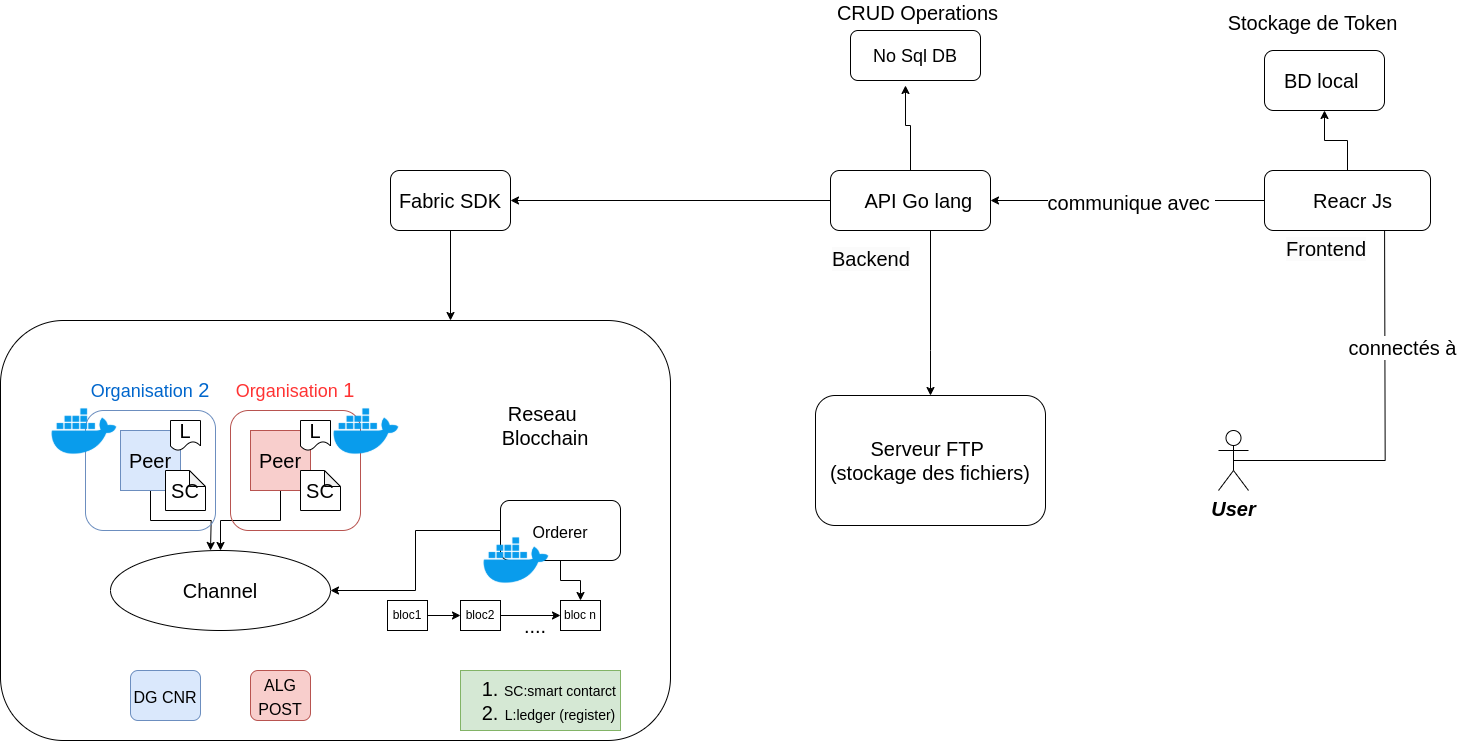 CRUD Operations
No Sql DB
Stockage de Token
BD local
Fabric SDK
API Go lang
communique avec
Reacr Js
Backend
Frontend
connectés à
Serveur FTP
(stockage des fichiers)
User
Organisation 2
Organisation 1
Reseau
Blocchain
L
Peer
SC
L
Peer
SC
Orderer
Channel
bloc1
bloc2
....
bloc n
DG CNR
ALG
POST
1. SC:smart contarct
2. L:ledger (register)